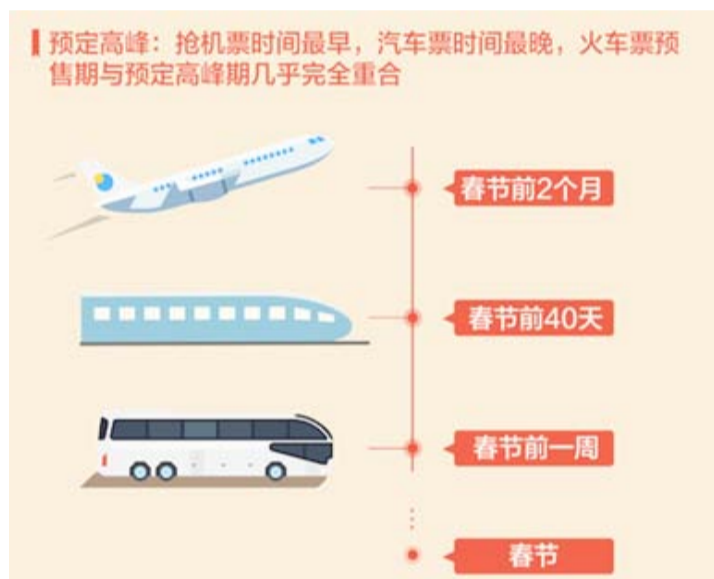 预定高峰：抢机票时间最早，汽车票时间最晚，火车票预
售期与预定高峰期几乎完全重合
春节前2个月
春节前40天
春节前一周
春节